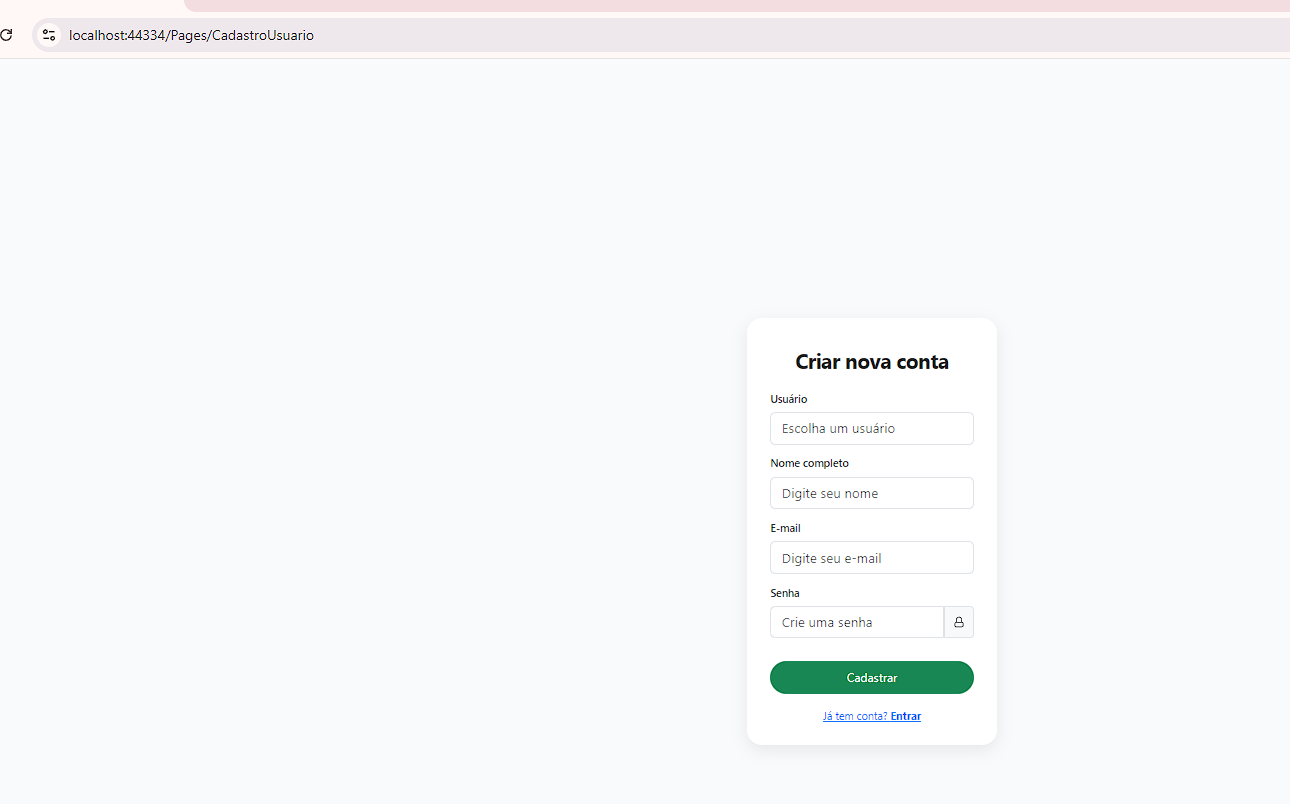 localhost:44334/Pages/CadastroUsuario
Criar nova conta
Usuário
Escolha um usuário
Nome completo
Digite seu nome
E-mail
Digite seu e-mail
Senha
Crie uma senha
Cadastrar
Já tem conta? Entrar